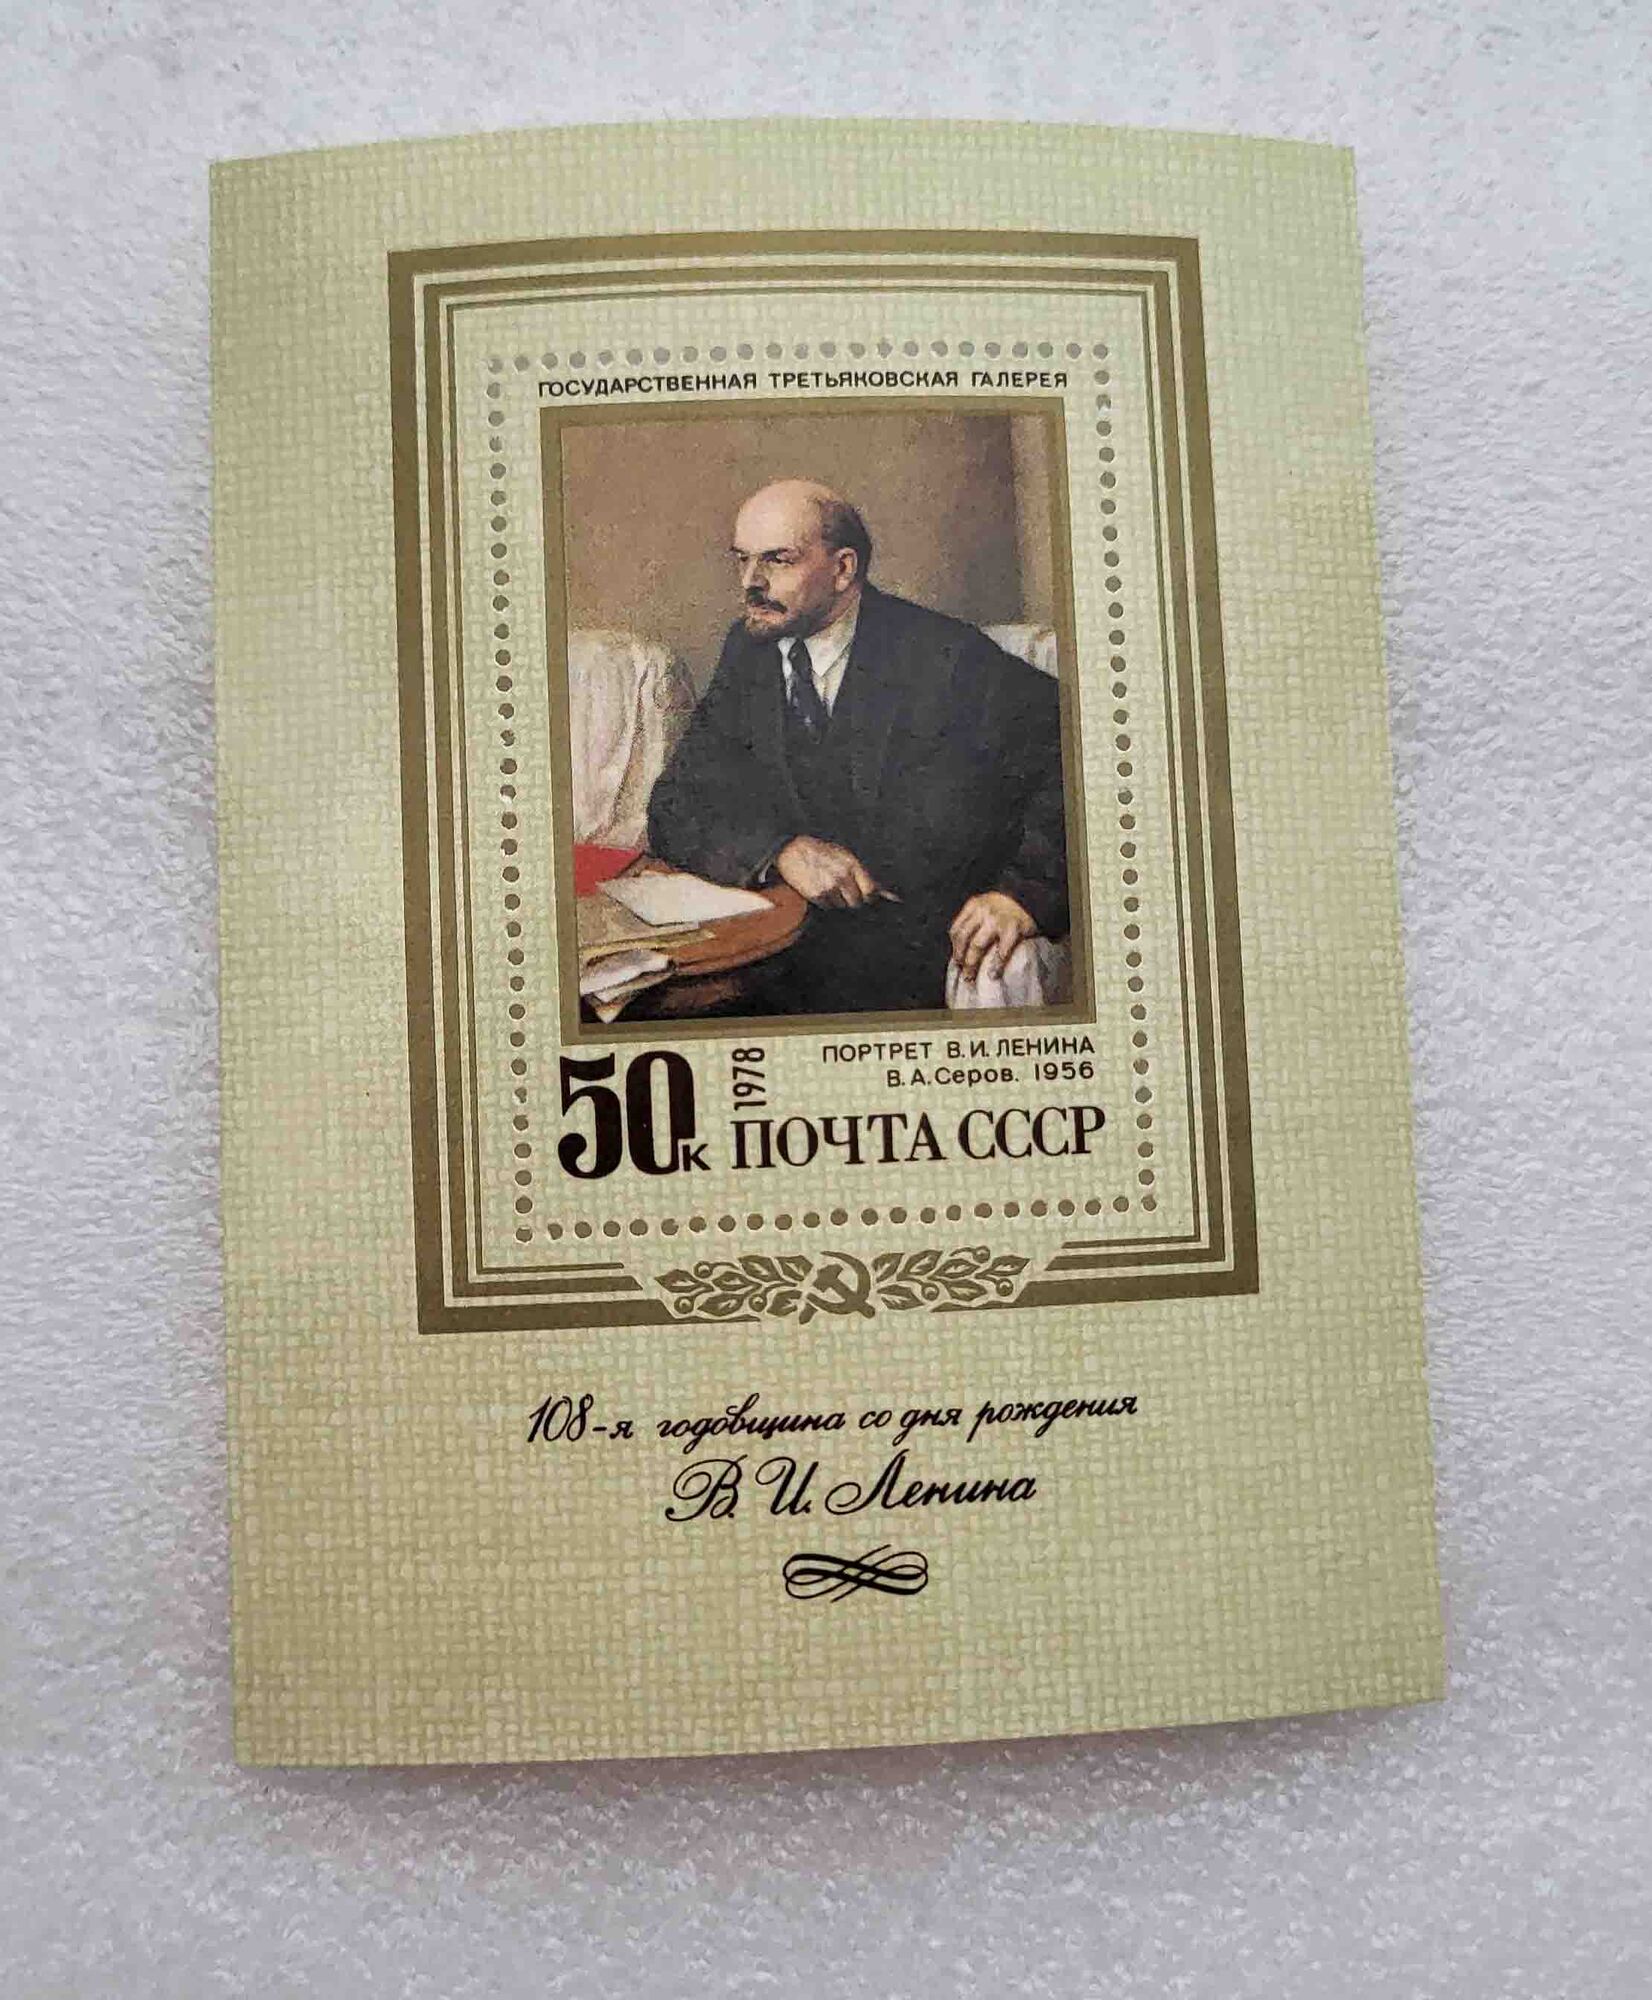 ГОСУДАРСТВЕННАЯ ТРЕТЬЯКОВСКАЯ ГАЛЕРЕЯ
50к
1978
ПОРТРЕТ В.И.ЛЕНИНА
В.А.Серов. 1956
ПОЧТА СССР
108-я годовщина со дня рождения
В. И. Ленина